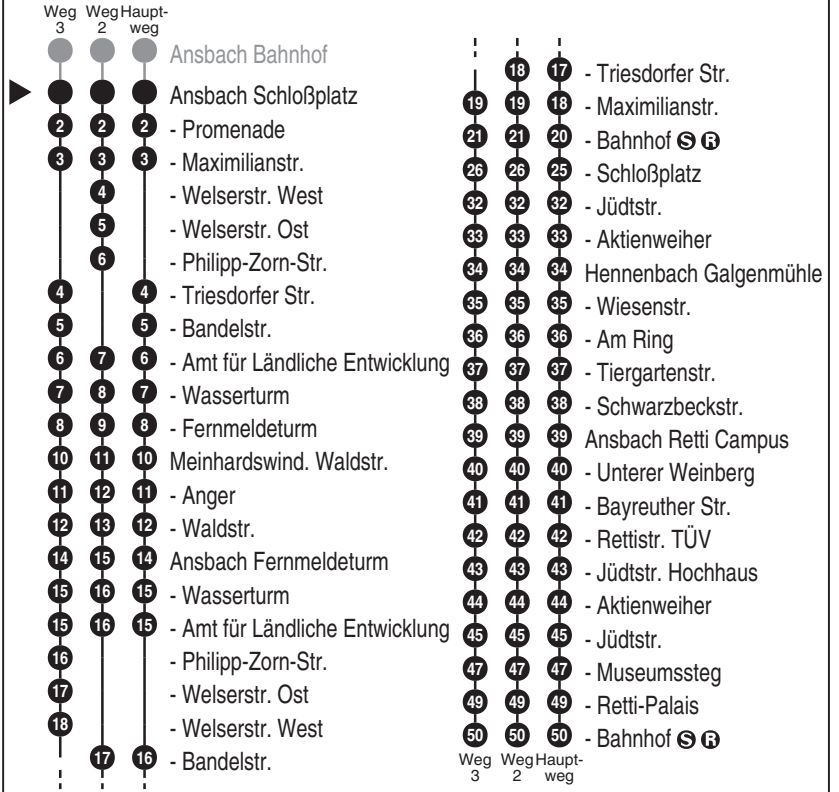 Weg Weg Haupt-
3 2 weg
Ansbach Bahnhof
Ansbach Schloßplatz
2 2 2 - Promenade
3 3 3 - Maximilianstr.
4 - Welserstr. West
5 - Welserstr. Ost
6 - Philipp-Zorn-Str.
4 4 - Triesdorfer Str.
5 5 - Bandelstr.
6 7 6 - Amt für Ländliche Entwicklung
7 8 7 - Wasserturm
8 9 8 - Fernmeldeturm
10 11 10 Meinhardswind. Waldstr.
11 12 11 - Anger
12 13 12 - Waldstr.
14 15 14 Ansbach Fernmeldeturm
15 16 15 - Wasserturm
15 16 15 - Amt für Ländliche Entwicklung
16 - Philipp-Zorn-Str.
17 - Welserstr. Ost
18 - Welserstr. West
17 16 - Bandelstr.
18 17 - Triesdorfer Str.
19 19 18 - Maximilianstr.
21 21 20 - Bahnhof S R
26 26 25 - Schloßplatz
32 32 32 - Jüdtstr.
33 33 33 - Aktienweiher
34 34 34 Hennenbach Galgenmühle
35 35 35 - Wiesenstr.
36 36 36 - Am Ring
37 37 37 - Tiergartenstr.
38 38 38 - Schwarzbeckstr.
39 39 39 Ansbach Retti Campus
40 40 40 - Unterer Weinberg
41 41 41 - Bayreuther Str.
42 42 42 - Rettistr. TÜV
43 43 43 - Jüdtstr. Hochhaus
44 44 44 - Aktienweiher
45 45 45 - Jüdtstr.
47 47 47 - Museumssteg
49 49 49 - Retti-Palais
50 50 50 - Bahnhof S R
Weg Weg Haupt-
3 2 weg